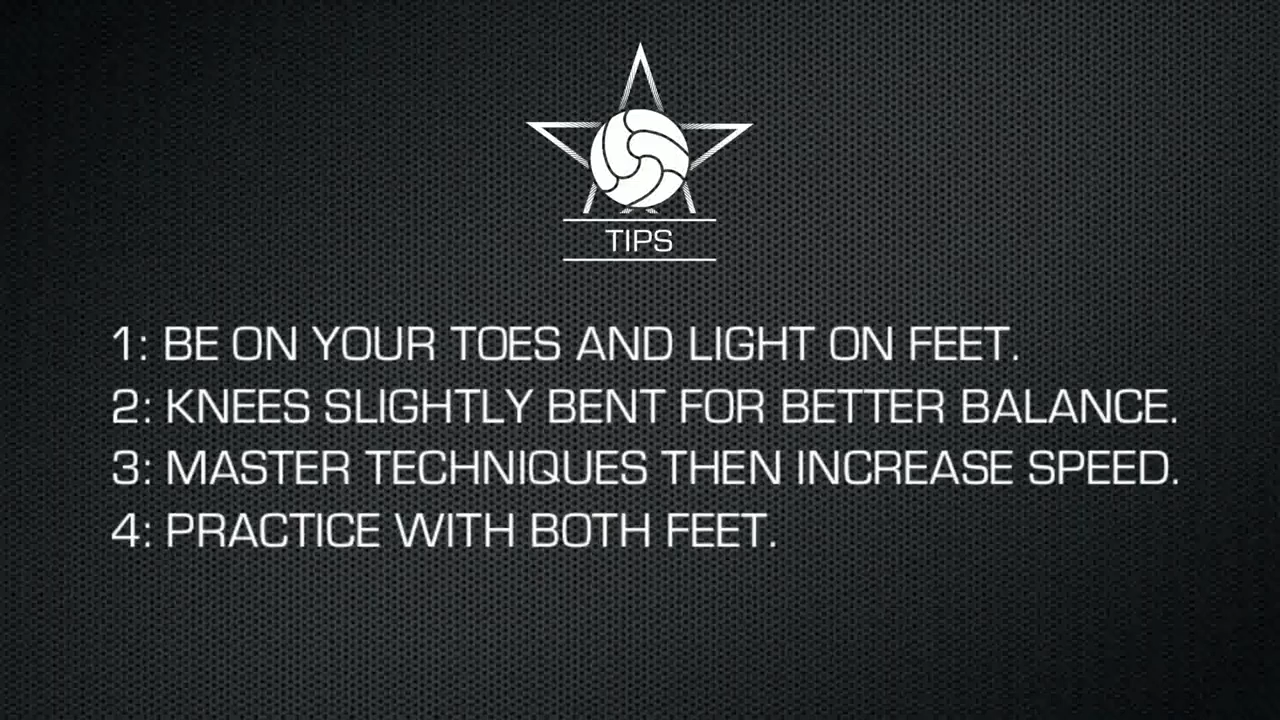 TIPS
1: BE ON YOUR TOES AND LIGHT ON FEET.
2: KNEES SLIGHTLY BENT FOR BETTER BALANCE.
3: MASTER TECHNIQUES THEN INCREASE SPEED.
4: PRACTICE WITH BOTH FEET.